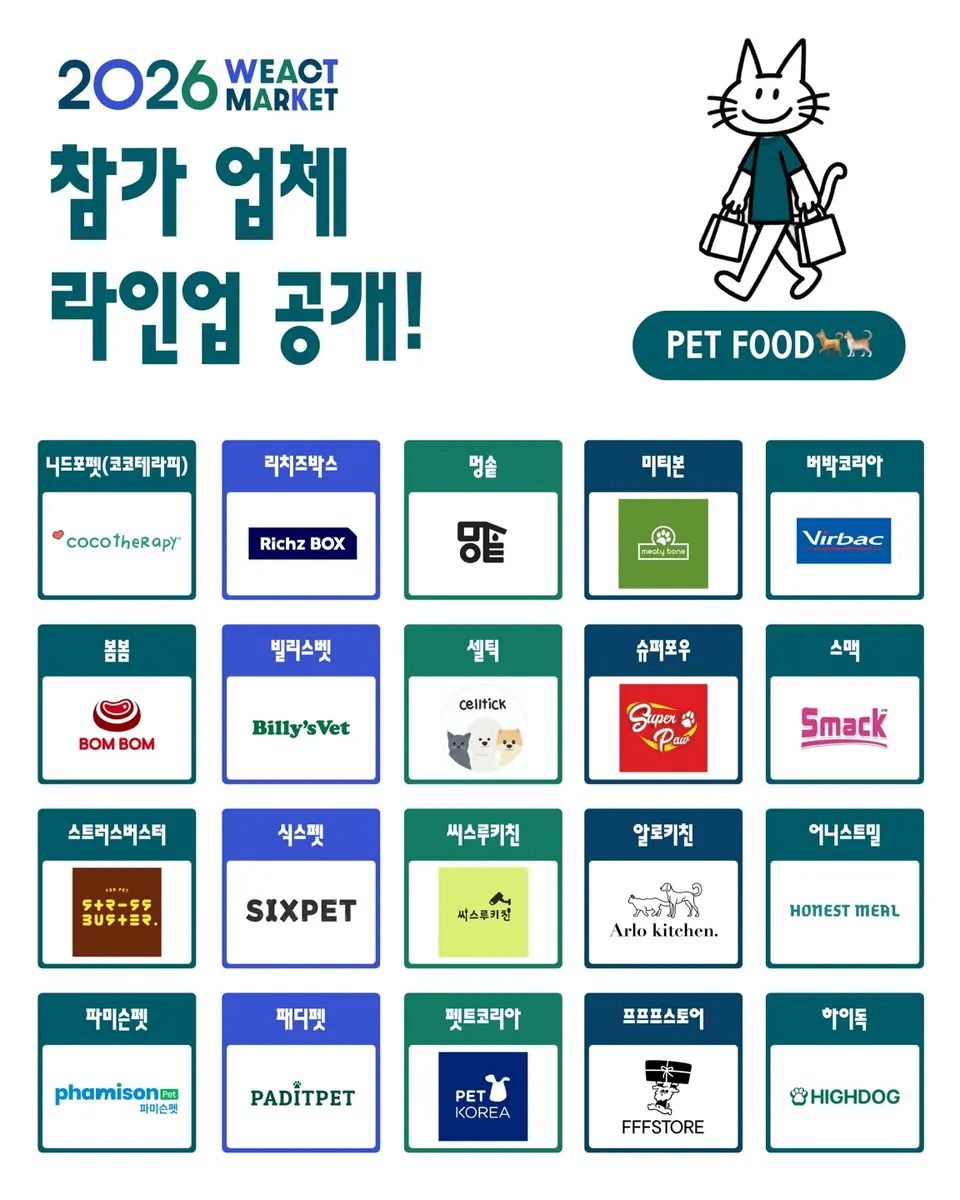 2026 WEACT
MARKET
참가 업체
라인업 공개!
PET FOOD
니드포펫(코코테라피)
cocotherapy
리치즈박스
Richz BOX
멍솥
멍솥
미티본
meaty bone
버박코리아
Virbac
봄봄
BOM BOM
빌리스벳
Billy'sVet
셀틱
celltick
슈퍼포우
Super
Paw
스맥
Smack
스트러스버스터
FOR PET
STRESS
BUSTER.
식스펫
SIXPET
씨스루키친
씨스루키친
알로키친
Arlo kitchen.
어니스트밀
HONEST MEAL
파미슨펫
phamison Pet
파미슨펫
패디펫
PADITPET
펫트코리아
PET
KOREA
프프프스토어
FFFSTORE
하이독
HIGHDOG